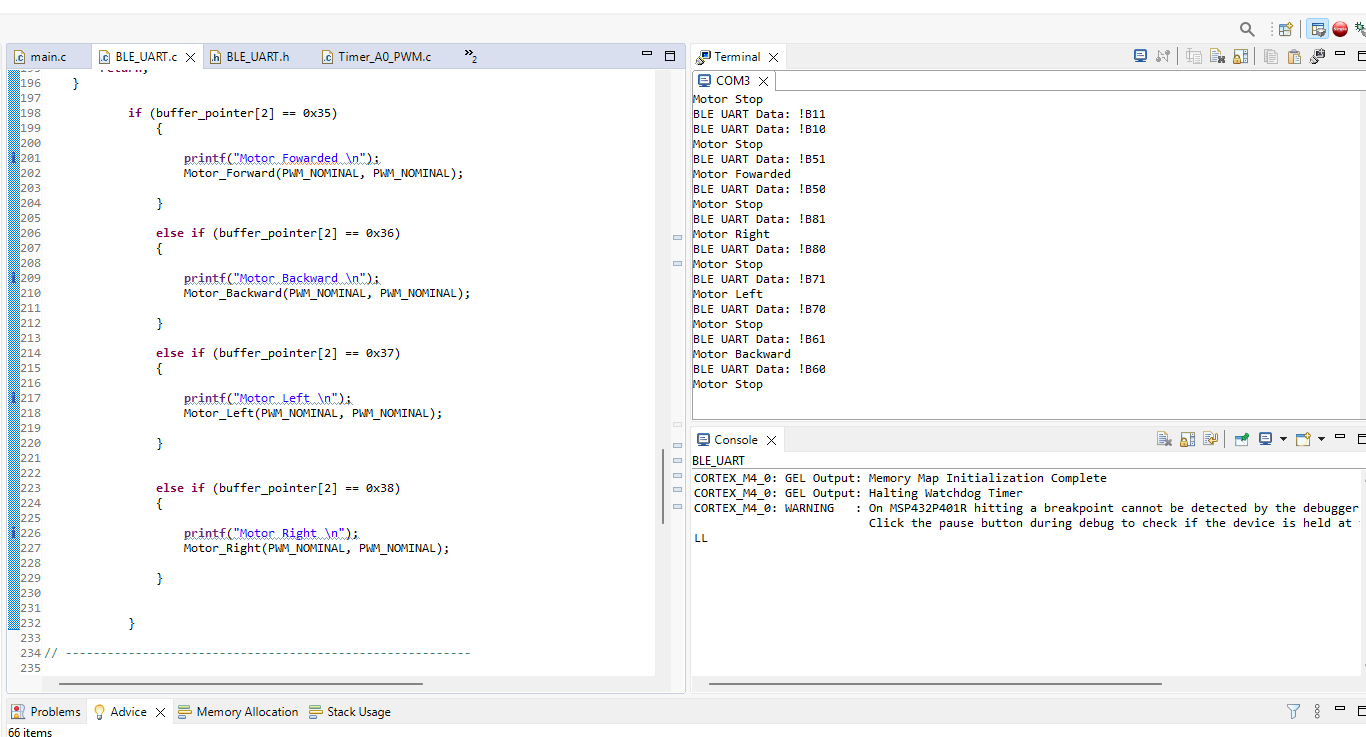 main.c
BLE_UART.c
BLE_UART.h
Timer_A0_PWM.c
»2
196 }
197
198 if (buffer_pointer[2] == 0x35)
199 {
200
201 printf("Motor Fowarded \n");
202 Motor_Forward(PWM_NOMINAL, PWM_NOMINAL);
203
204 }
205
206 else if (buffer_pointer[2] == 0x36)
207 {
208
209 printf("Motor Backward \n");
210 Motor_Backward(PWM_NOMINAL, PWM_NOMINAL);
211
212 }
213
214 else if (buffer_pointer[2] == 0x37)
215 {
216
217 printf("Motor Left \n");
218 Motor_Left(PWM_NOMINAL, PWM_NOMINAL);
219
220 }
221
222
223 else if (buffer_pointer[2] == 0x38)
224 {
225
226 printf("Motor Right \n");
227 Motor_Right(PWM_NOMINAL, PWM_NOMINAL);
228
229 }
230
231
232 }
233
234 // ----------------------------------------------------------
235
Terminal
COM3
Motor Stop
BLE UART Data: !B11
BLE UART Data: !B10
Motor Stop
BLE UART Data: !B51
Motor Fowarded
BLE UART Data: !B50
Motor Stop
BLE UART Data: !B81
Motor Right
BLE UART Data: !B80
Motor Stop
BLE UART Data: !B71
Motor Left
BLE UART Data: !B70
Motor Stop
BLE UART Data: !B61
Motor Backward
BLE UART Data: !B60
Motor Stop
Console
BLE_UART
CORTEX_M4_0: GEL Output: Memory Map Initialization Complete
CORTEX_M4_0: GEL Output: Halting Watchdog Timer
CORTEX_M4_0: WARNING : On MSP432P401R hitting a breakpoint cannot be detected by the debugger
Click the pause button during debug to check if the device is held at
LL
Problems
Advice
Memory Allocation
Stack Usage
66 items